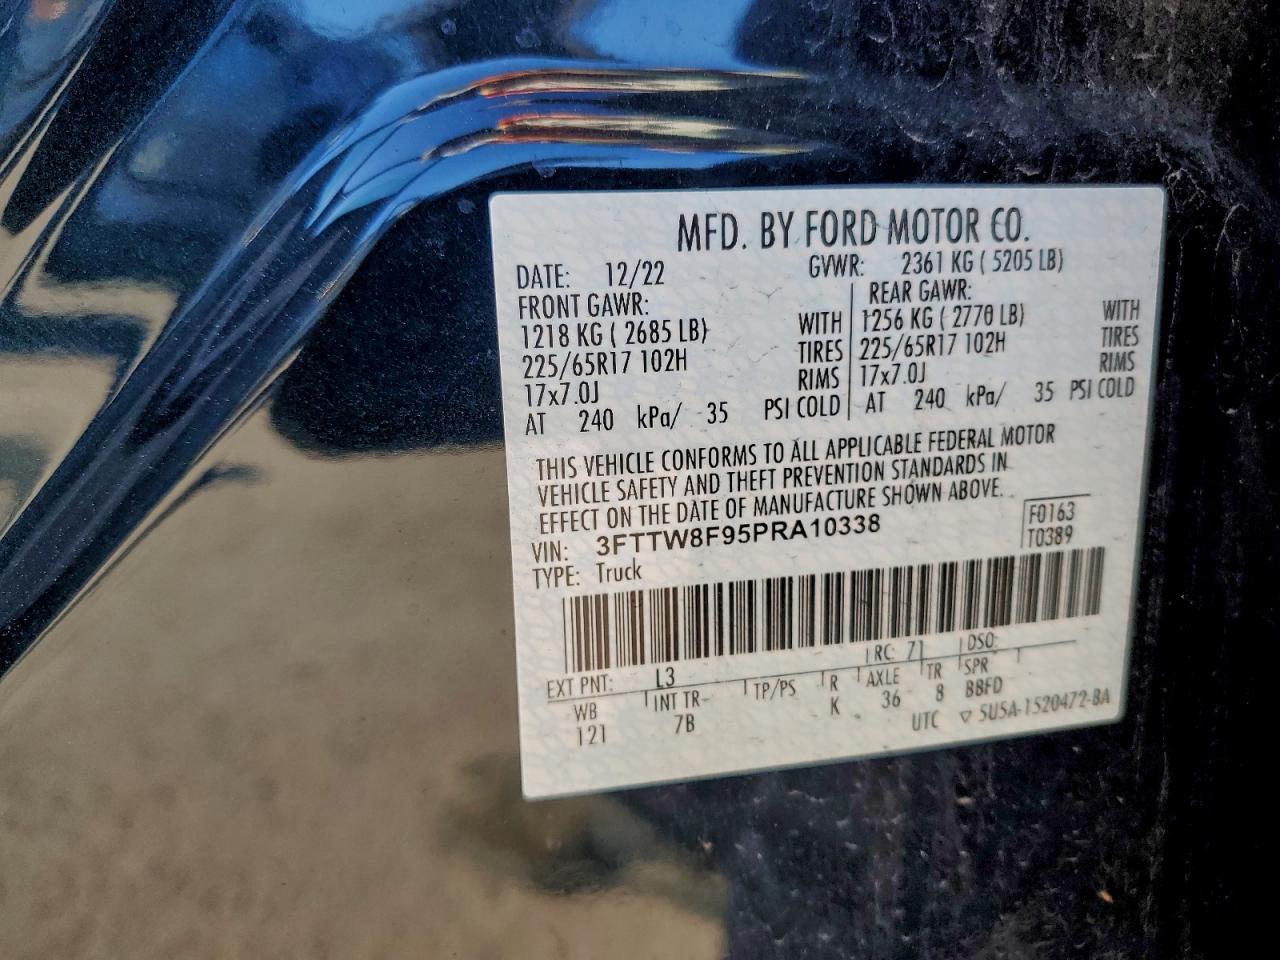 MFD. BY FORD MOTOR CO.
DATE: 12/22 GVWR: 2361 KG ( 5205 LB)
FRONT GAWR: REAR GAWR:
1218 KG ( 2685 LB) WITH 1256 KG ( 2770 LB) WITH
225/65R17 102H TIRES 225/65R17 102H TIRES
17x7.0J RIMS 17x7.0J RIMS
AT 240 kPa/ 35 PSI COLD AT 240 kPa/ 35 PSI COLD
THIS VEHICLE CONFORMS TO ALL APPLICABLE FEDERAL MOTOR
VEHICLE SAFETY AND THEFT PREVENTION STANDARDS IN
EFFECT ON THE DATE OF MANUFACTURE SHOWN ABOVE.
VIN: 3FTTW8F95PRA10338 F0163
TYPE: Truck T0389
EXT PNT: L3 RC: 71 DSO:
WB INT TR TP/PS R AXLE TR SPR
121 7B K 36 8 BBFD
UTC ▽ 5U5A-1520472-BA